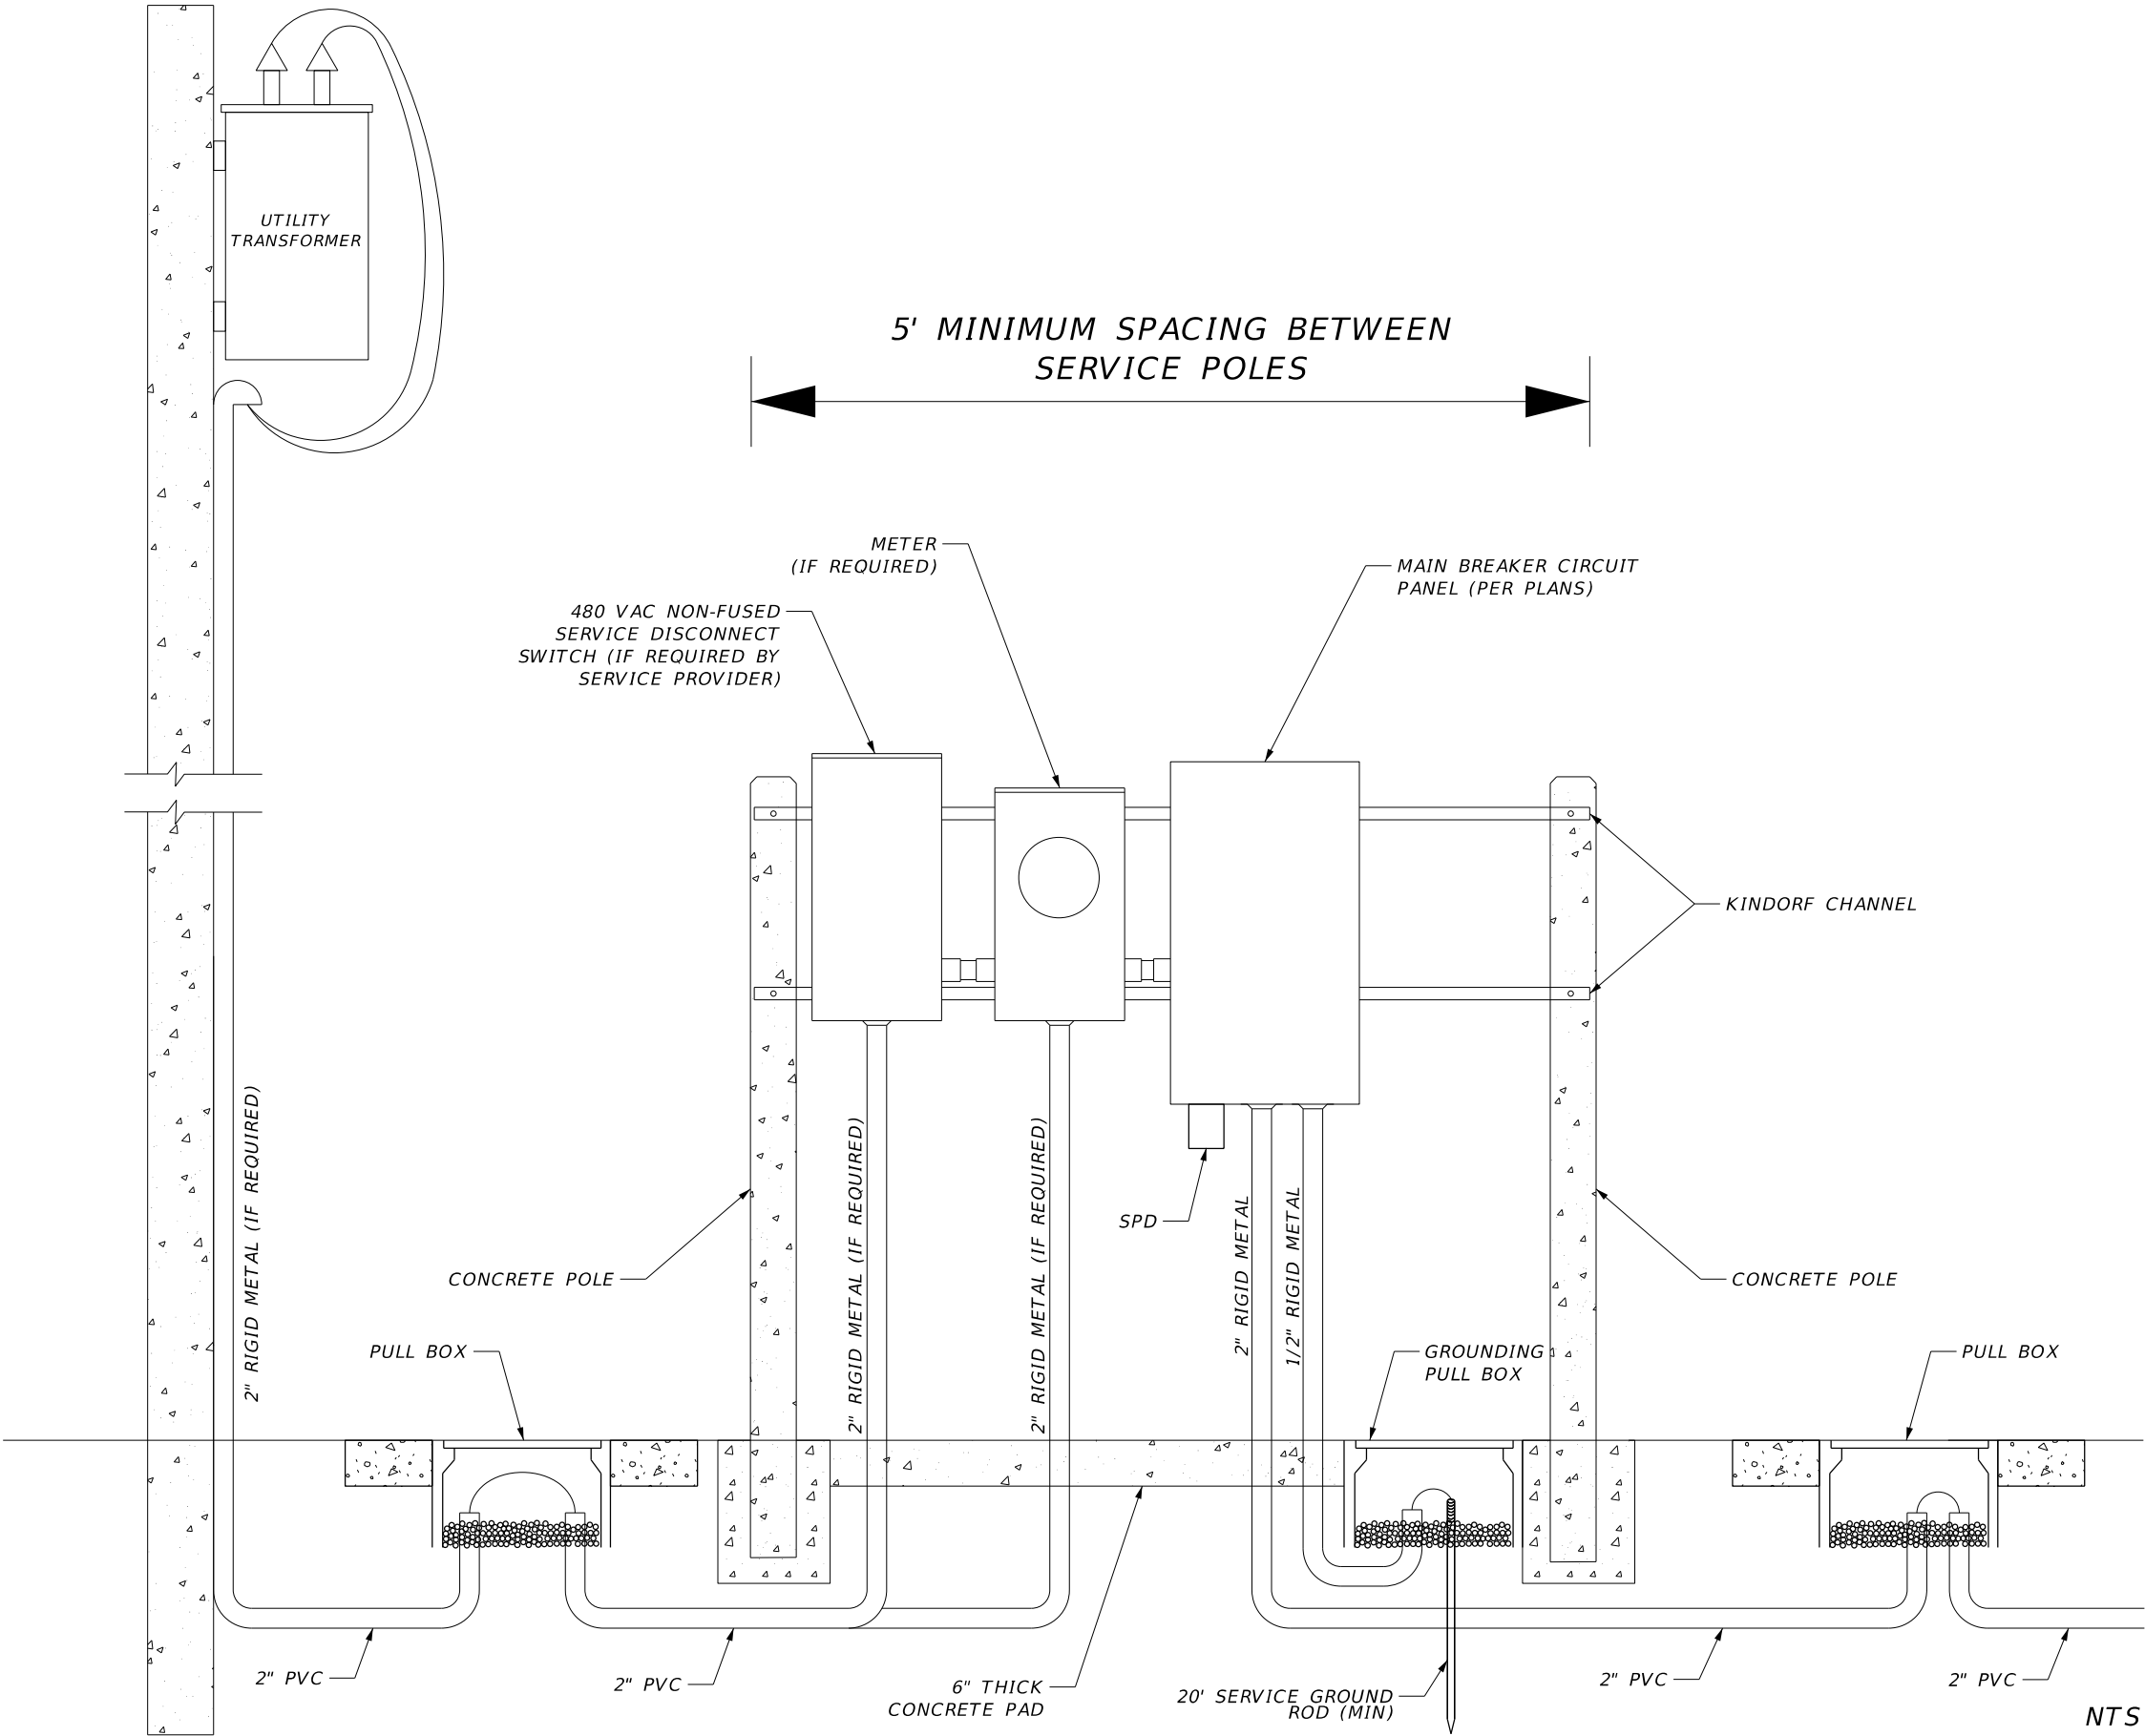 UTILITY
TRANSFORMER
5' MINIMUM SPACING BETWEEN
SERVICE POLES
METER
(IF REQUIRED)
MAIN BREAKER CIRCUIT
PANEL (PER PLANS)
480 VAC NON-FUSED
SERVICE DISCONNECT
SWITCH (IF REQUIRED BY
SERVICE PROVIDER)
KINDORF CHANNEL
2" RIGID METAL (IF REQUIRED)
2" RIGID METAL (IF REQUIRED)
2" RIGID METAL (IF REQUIRED)
2" RIGID METAL
1/2" RIGID METAL
SPD
CONCRETE POLE
CONCRETE POLE
PULL BOX
GROUNDING
PULL BOX
PULL BOX
2" PVC
2" PVC
6" THICK
CONCRETE PAD
20' SERVICE GROUND
ROD (MIN)
2" PVC
2" PVC
NTS